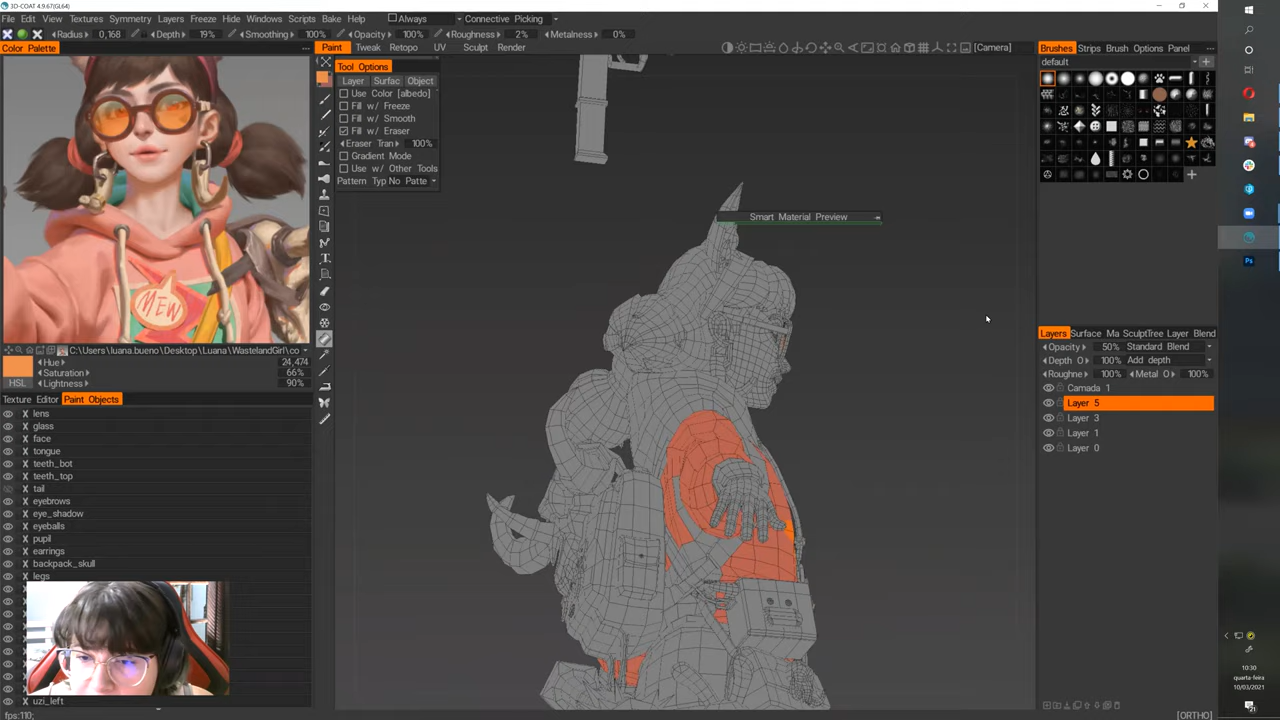 3D-COAT 4.9.67(GL64)
File Edit View Textures Symmetry Layers Freeze Hide Windows Scripts Bake Help Always Connective Picking
Radius 0,168 Depth 19% Smoothing 100% Opacity 100% Roughness 2% Metalness 0%
Color Palette
Paint Tweak Retopo UV Sculpt Render
[Camera]
Brushes Strips Brush Options Panel
default
Tool Options
Layer Surfac Object
Use Color [albedo]
Fill w/ Freeze
Fill w/ Smooth
Fill w/ Eraser
Eraser Tran 100%
Gradient Mode
Use w/ Other Tools
Pattern Typ No Patte
Smart Material Preview
MEW
C:\Users\luana.bueno\Desktop\Luana\WastelandGirl\co
Hue 24,474
Saturation 66%
HSL Lightness 90%
Texture Editor Paint Objects
X lens
X glass
X face
X tongue
X teeth_bot
X teeth_top
X tail
X eyebrows
X eye_shadow
X eyeballs
X pupil
X earrings
X backpack_skull
X legs
uzi_left
fps:110;
Layers Surface Ma SculptTree Layer Blend
Opacity 50% Standard Blend
Depth O 100% Add depth
Roughne 100% Metal O 100%
Camada 1
Layer 5
Layer 3
Layer 1
Layer 0
[ORTHO]
Ps
10:30
quarta-feira
10/03/2021